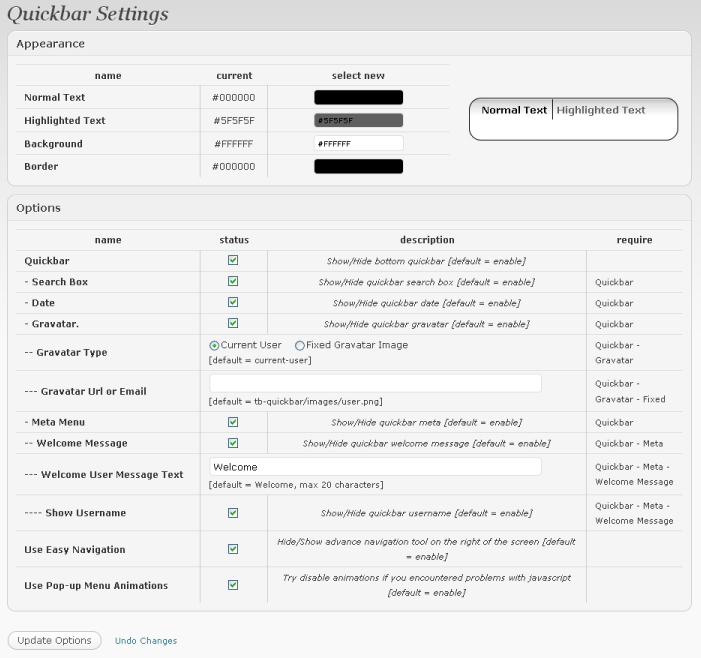 Quickbar Settings
Appearance
name current select new
Normal Text #000000
Highlighted Text #5F5F5F #5F5F5F
Background #FFFFFF #FFFFFF
Border #000000
Normal Text Highlighted Text
Options
name status description require
Quickbar Show/Hide bottom quickbar [default = enable]
- Search Box Show/Hide quickbar search box [default = enable] Quickbar
- Date Show/Hide quickbar date [default = enable] Quickbar
- Gravatar. Show/Hide quickbar gravatar [default = enable] Quickbar
-- Gravatar Type Current User Fixed Gravatar Image Quickbar -
[default = current-user] Gravatar
--- Gravatar Url or Email Quickbar -
[default = tb-quickbar/images/user.png] Gravatar - Fixed
- Meta Menu Show/Hide quickbar meta [default = enable] Quickbar
-- Welcome Message Show/Hide quickbar welcome message [default = enable] Quickbar - Meta
--- Welcome User Message Text Welcome Quickbar - Meta -
[default = Welcome, max 20 characters] Welcome Message
---- Show Username Show/Hide quickbar username [default = enable] Quickbar - Meta -
Welcome Message
Use Easy Navigation Hide/Show advance navigation tool on the right of the screen [default
= enable]
Use Pop-up Menu Animations Try disable animations if you encountered problems with javascript
[default = enable]
Update Options Undo Changes